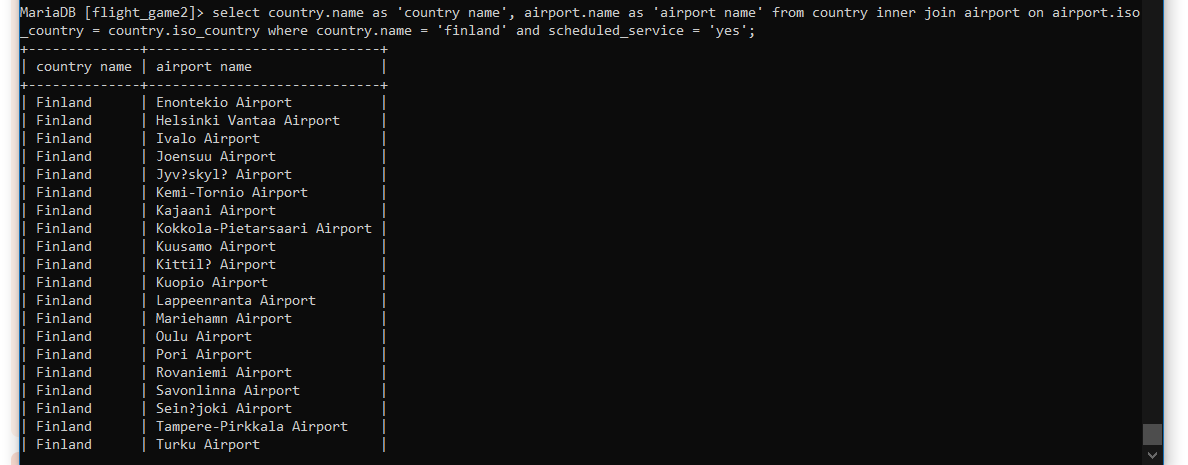 MariaDB [flight_game2]> select country.name as 'country name', airport.name as 'airport name' from country inner join airport on airport.iso
_country = country.iso_country where country.name = 'finland' and scheduled_service = 'yes';
+--------------+-----------------------------+
| country name | airport name                |
+--------------+-----------------------------+
| Finland      | Enontekio Airport           |
| Finland      | Helsinki Vantaa Airport     |
| Finland      | Ivalo Airport               |
| Finland      | Joensuu Airport             |
| Finland      | Jyv?skyl? Airport           |
| Finland      | Kemi-Tornio Airport         |
| Finland      | Kajaani Airport             |
| Finland      | Kokkola-Pietarsaari Airport |
| Finland      | Kuusamo Airport             |
| Finland      | Kittil? Airport             |
| Finland      | Kuopio Airport              |
| Finland      | Lappeenranta Airport        |
| Finland      | Mariehamn Airport           |
| Finland      | Oulu Airport                |
| Finland      | Pori Airport                |
| Finland      | Rovaniemi Airport           |
| Finland      | Savonlinna Airport          |
| Finland      | Sein?joki Airport           |
| Finland      | Tampere-Pirkkala Airport    |
| Finland      | Turku Airport               |